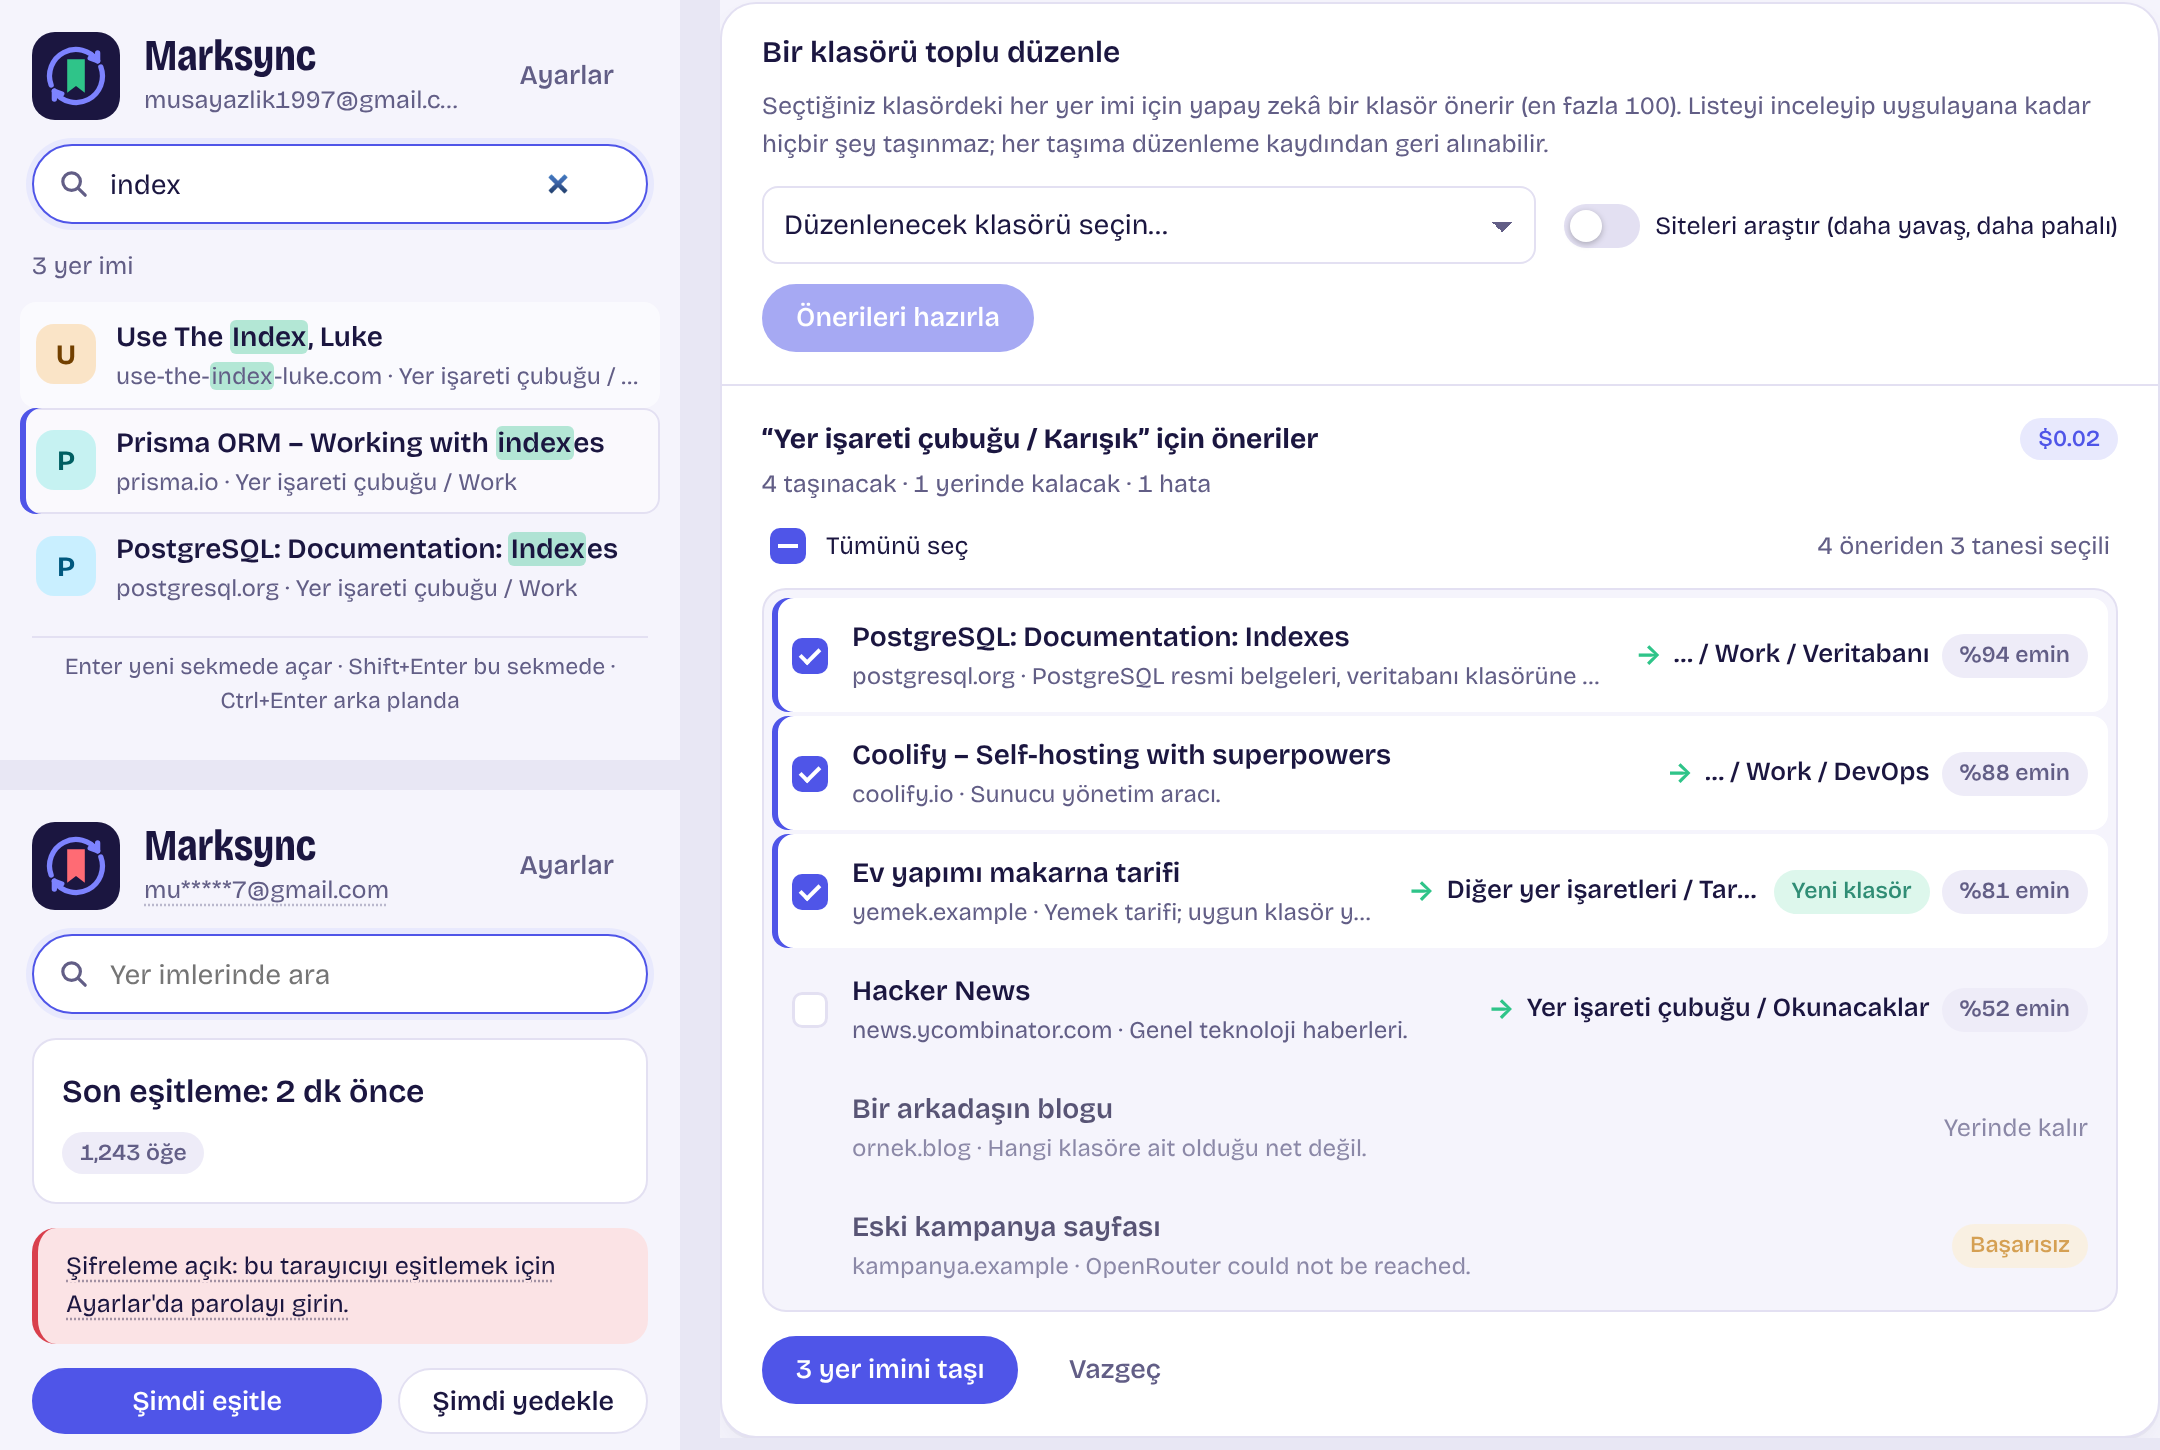 Marksync
musayazlik1997@gmail.c...
Ayarlar
index
3 yer imi
U
Use The Index, Luke
use-the-index-luke.com · Yer işareti çubuğu / ...
P
Prisma ORM – Working with indexes
prisma.io · Yer işareti çubuğu / Work
P
PostgreSQL: Documentation: Indexes
postgresql.org · Yer işareti çubuğu / Work
Enter yeni sekmede açar · Shift+Enter bu sekmede ·
Ctrl+Enter arka planda
Marksync
mu*****7@gmail.com
Ayarlar
Yer imlerinde ara
Son eşitleme: 2 dk önce
1,243 öğe
Şifreleme açık: bu tarayıcıyı eşitlemek için
Ayarlar'da parolayı girin.
Şimdi eşitle
Şimdi yedekle
Bir klasörü toplu düzenle
Seçtiğiniz klasördeki her yer imi için yapay zekâ bir klasör önerir (en fazla 100). Listeyi inceleyip uygulayana kadar
hiçbir şey taşınmaz; her taşıma düzenleme kaydından geri alınabilir.
Düzenlenecek klasörü seçin...
Siteleri araştır (daha yavaş, daha pahalı)
Önerileri hazırla
“Yer işareti çubuğu / Karışık” için öneriler
$0.02
4 taşınacak · 1 yerinde kalacak · 1 hata
Tümünü seç
4 öneriden 3 tanesi seçili
PostgreSQL: Documentation: Indexes
postgresql.org · PostgreSQL resmi belgeleri, veritabanı klasörüne ...
→ ... / Work / Veritabanı
%94 emin
Coolify – Self-hosting with superpowers
coolify.io · Sunucu yönetim aracı.
→ ... / Work / DevOps
%88 emin
Ev yapımı makarna tarifi
yemek.example · Yemek tarifi; uygun klasör y...
→ Diğer yer işaretleri / Tar...
Yeni klasör
%81 emin
Hacker News
news.ycombinator.com · Genel teknoloji haberleri.
→ Yer işareti çubuğu / Okunacaklar
%52 emin
Bir arkadaşın blogu
ornek.blog · Hangi klasöre ait olduğu net değil.
Yerinde kalır
Eski kampanya sayfası
kampanya.example · OpenRouter could not be reached.
Başarısız
3 yer imini taşı
Vazgeç